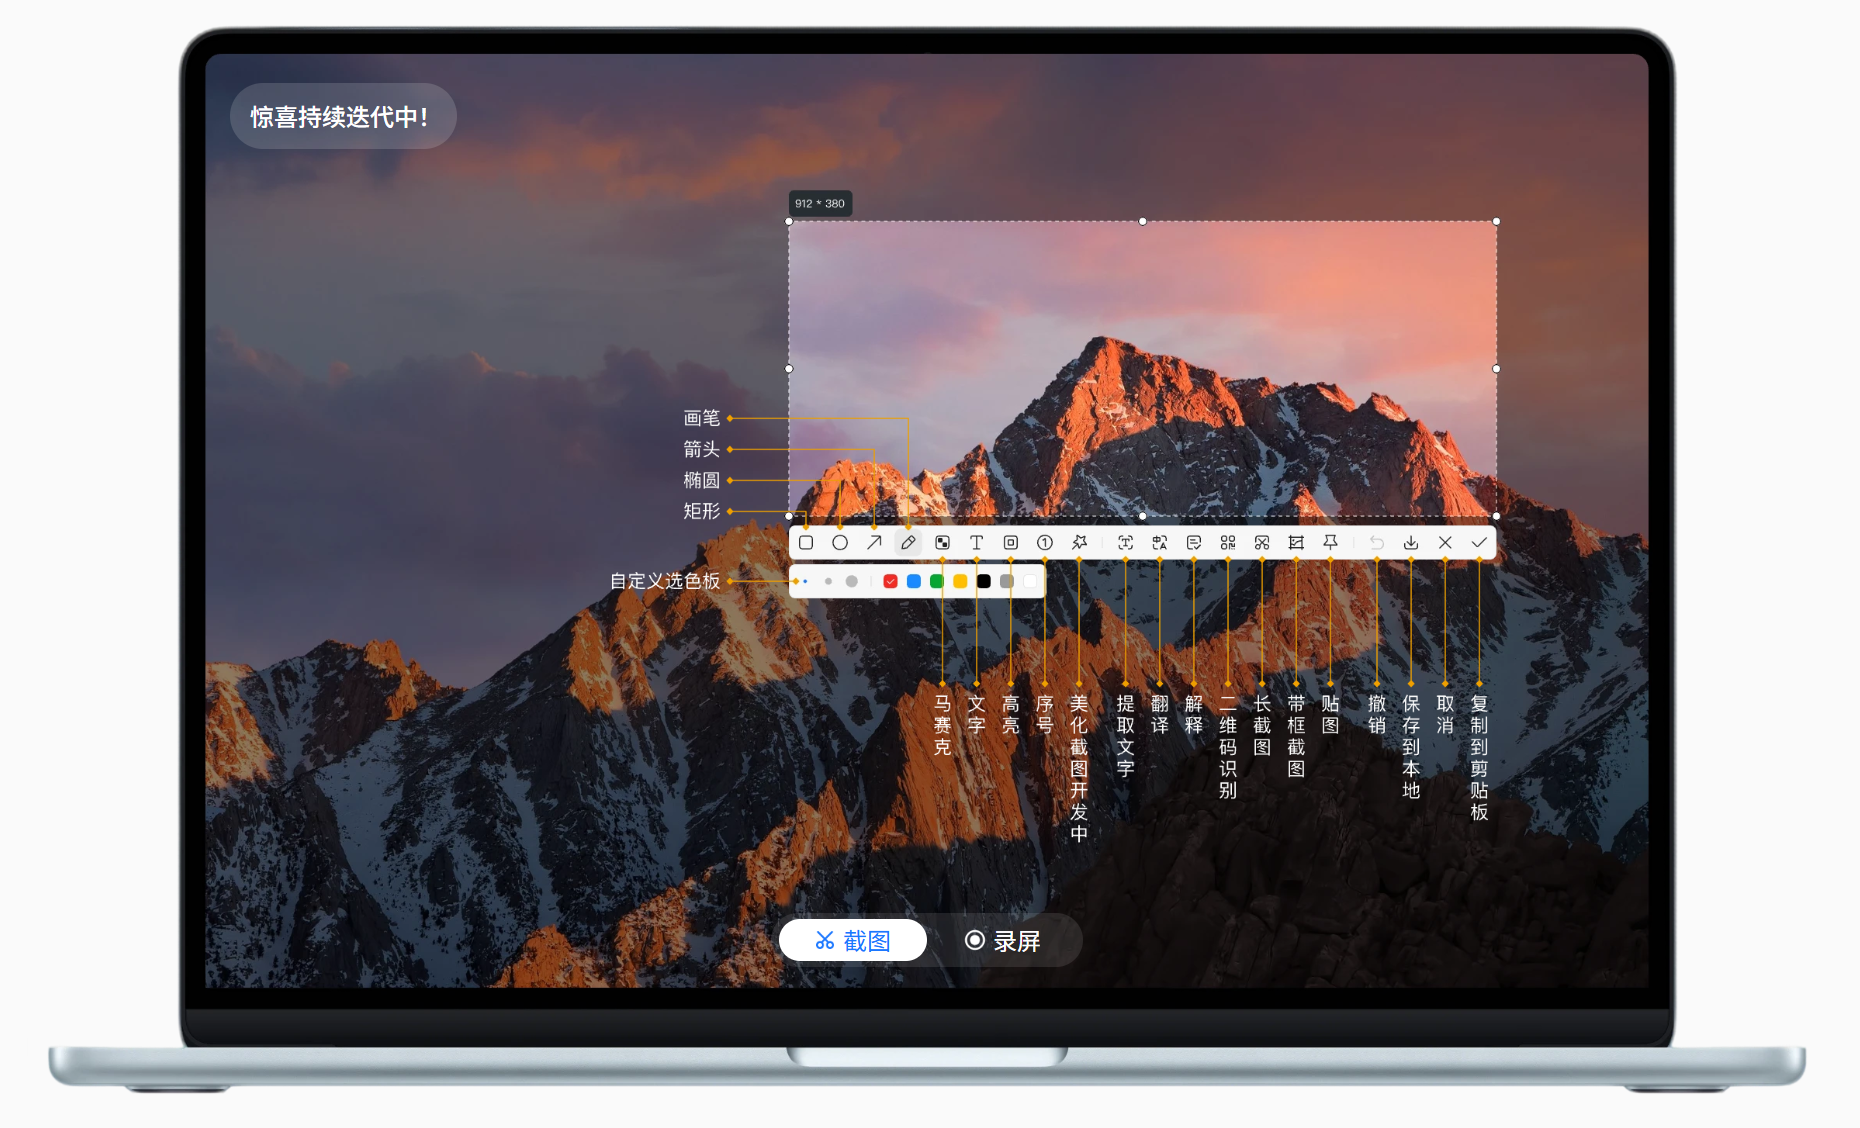 惊喜持续迭代中!
912 * 380
画笔
箭头
椭圆
矩形
自定义选色板
马赛克
文字
高亮
序号
美化截图开发中
提取文字
翻译
解释
二维码识别
长截图
带框截图
贴图
撤销
保存到本地
取消
复制到剪贴板
截图
录屏